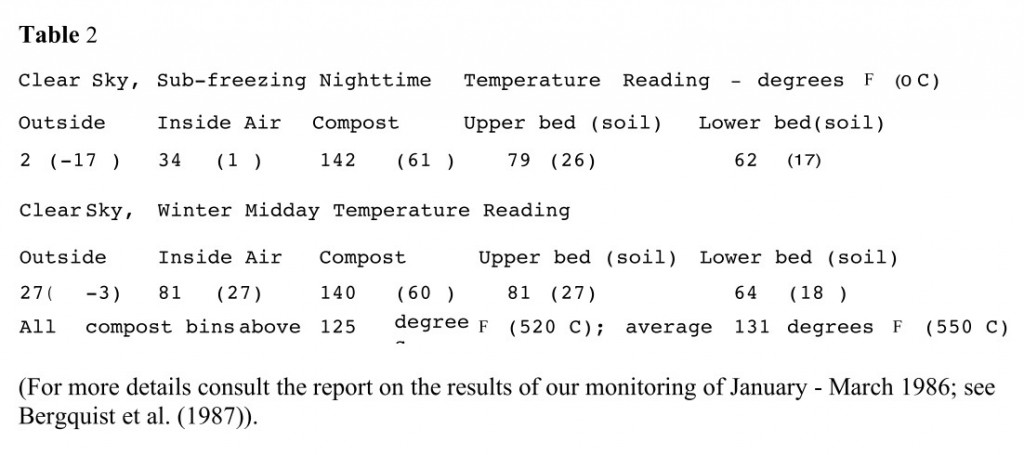 Table 2
Clear Sky, Sub-freezing Nighttime Temperature Reading - degrees F (o C)
Outside Inside Air Compost Upper bed (soil) Lower bed(soil)
2 (-17 ) 34 (1 ) 142 (61 ) 79 (26) 62 (17)
Clear Sky, Winter Midday Temperature Reading
Outside Inside Air Compost Upper bed (soil) Lower bed (soil)
27( -3) 81 (27) 140 (60 ) 81 (27) 64 (18 )
All compost bins above 125 degree F (520 C); average 131 degrees F (550 C)
(For more details consult the report on the results of our monitoring of January - March 1986; see
Bergquist et al. (1987)).